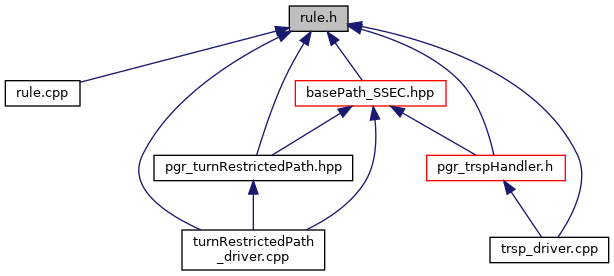 rule.h
rule.cpp
basePath_SSEC.hpp
pgr_turnRestrictedPath.hpp
pgr_trspHandler.h
turnRestrictedPath
_driver.cpp
trsp_driver.cpp